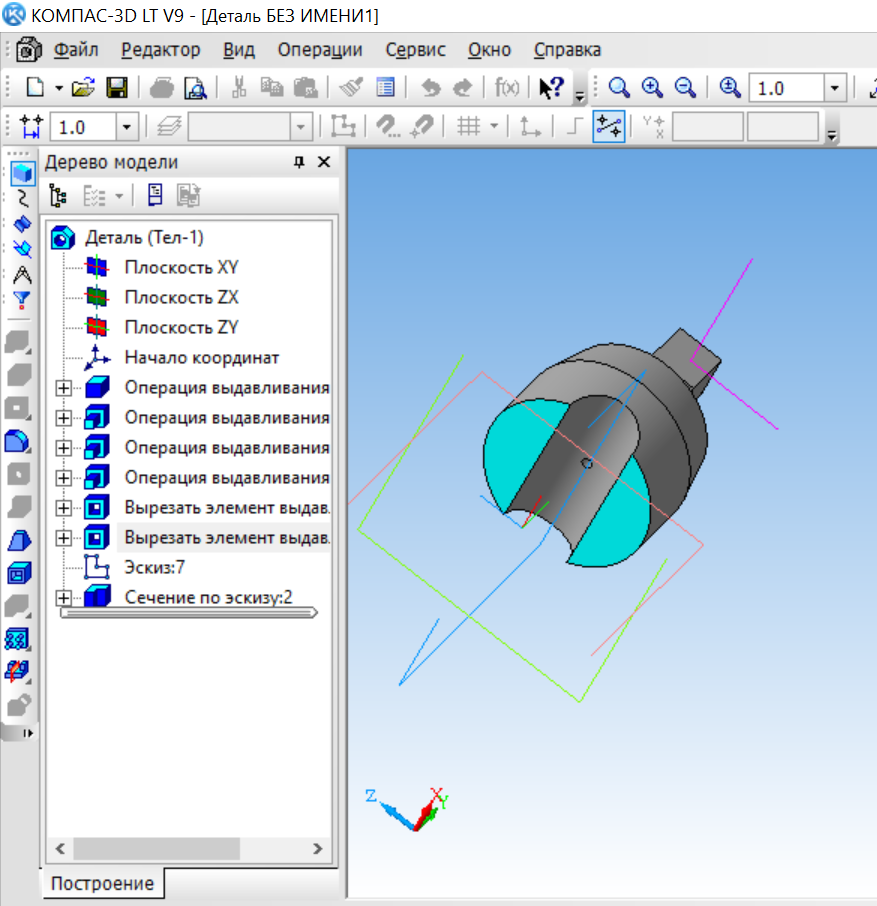 КОМПАС-3D LT V9 - [Деталь БЕЗ ИМЕНИ1]
Файл Редактор Вид Операции Сервис Окно Справка
f(x) ? 1.0
1.0 Y X
Дерево модели
Деталь (Тел-1)
Плоскость XY
Плоскость ZX
Плоскость ZY
Начало координат
Операция выдавливания
Операция выдавливания
Операция выдавливания
Операция выдавливания
Вырезать элемент выдав.
Вырезать элемент выдав.
Эскиз:7
Сечение по эскизу:2
Z X Y
Построение